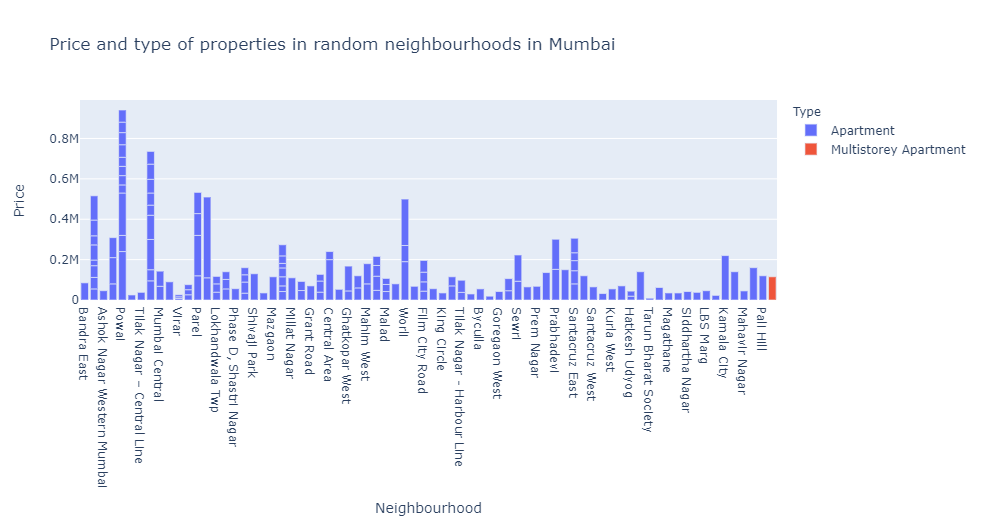 Price and type of properties in random neighbourhoods in Mumbai
Type
Apartment
Multistorey Apartment
0.8M
0.6M
0.4M
0.2M
0
Price
Bandra East
Ashok Nagar Western Mumbai
Powai
Tilak Nagar – Central Line
Mumbai Central
Virar
Parel
Lokhandwala Twp
Phase D, Shastri Nagar
Shivaji Park
Mazgaon
Millat Nagar
Grant Road
Central Area
Ghatkopar West
Mahim West
Malad
Worli
Film City Road
King Circle
Tilak Nagar - Harbour Line
Byculla
Goregaon West
Sewri
Prem Nagar
Prabhadevi
Santacruz East
Santacruz West
Kurla West
Hatkesh Udyog
Tarun Bharat Society
Magathane
Siddhartha Nagar
LBS Marg
Kamala City
Mahavir Nagar
Pali Hill
Neighbourhood